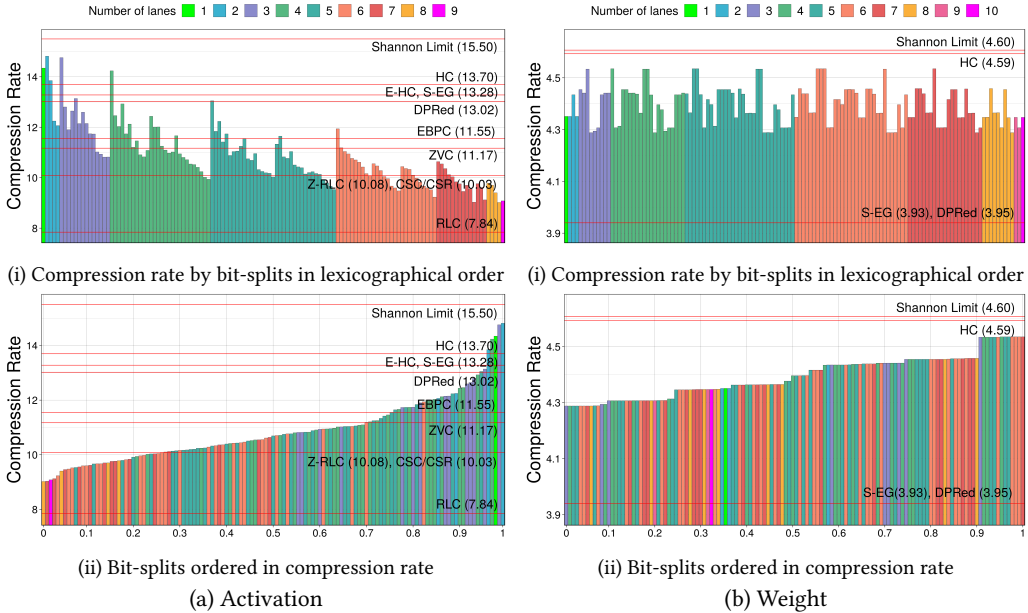 Number of lanes 1 2 3 4 5 6 7 8 9
Compression Rate
14
12
10
8
Shannon Limit (15.50)
HC (13.70)
E-HC, S-EG (13.28)
DPRed (13.02)
EBPC (11.55)
ZVC (11.17)
Z-RLC (10.08), CSC/CSR (10.03)
RLC (7.84)
(i) Compression rate by bit-splits in lexicographical order
Number of lanes 1 2 3 4 5 6 7 8 9 10
Compression Rate
4.5
4.3
4.1
3.9
Shannon Limit (4.60)
HC (4.59)
S-EG (3.93), DPRed (3.95)
(i) Compression rate by bit-splits in lexicographical order
Compression Rate
14
12
10
8
Shannon Limit (15.50)
HC (13.70)
E-HC, S-EG (13.28)
DPRed (13.02)
EBPC (11.55)
ZVC (11.17)
Z-RLC (10.08), CSC/CSR (10.03)
RLC (7.84)
0 0.1 0.2 0.3 0.4 0.5 0.6 0.7 0.8 0.9 1
(ii) Bit-splits ordered in compression rate
(a) Activation
Compression Rate
4.5
4.3
4.1
3.9
Shannon Limit (4.60)
HC (4.59)
S-EG(3.93), DPRed (3.95)
0 0.1 0.2 0.3 0.4 0.5 0.6 0.7 0.8 0.9 1
(ii) Bit-splits ordered in compression rate
(b) Weight